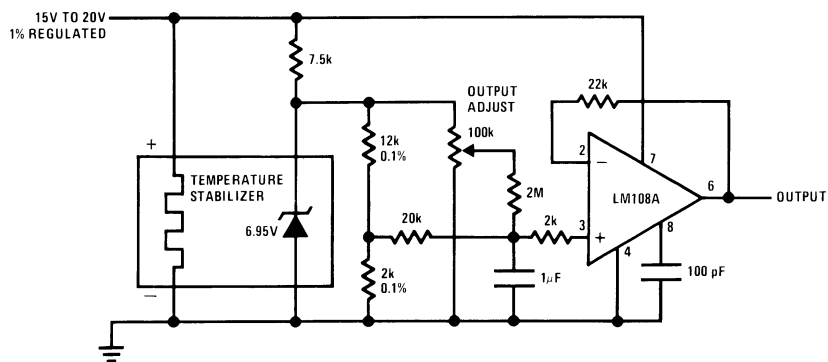 15V TO 20V
1% REGULATED
7.5k
OUTPUT
ADJUST
22k
12k
0.1%
100k
2
7
+
TEMPERATURE
STABILIZER
6.95V
2M
−
LM108A
6
OUTPUT
20k
2k
3
+
8
4
2k
0.1%
1μF
100 pF
−